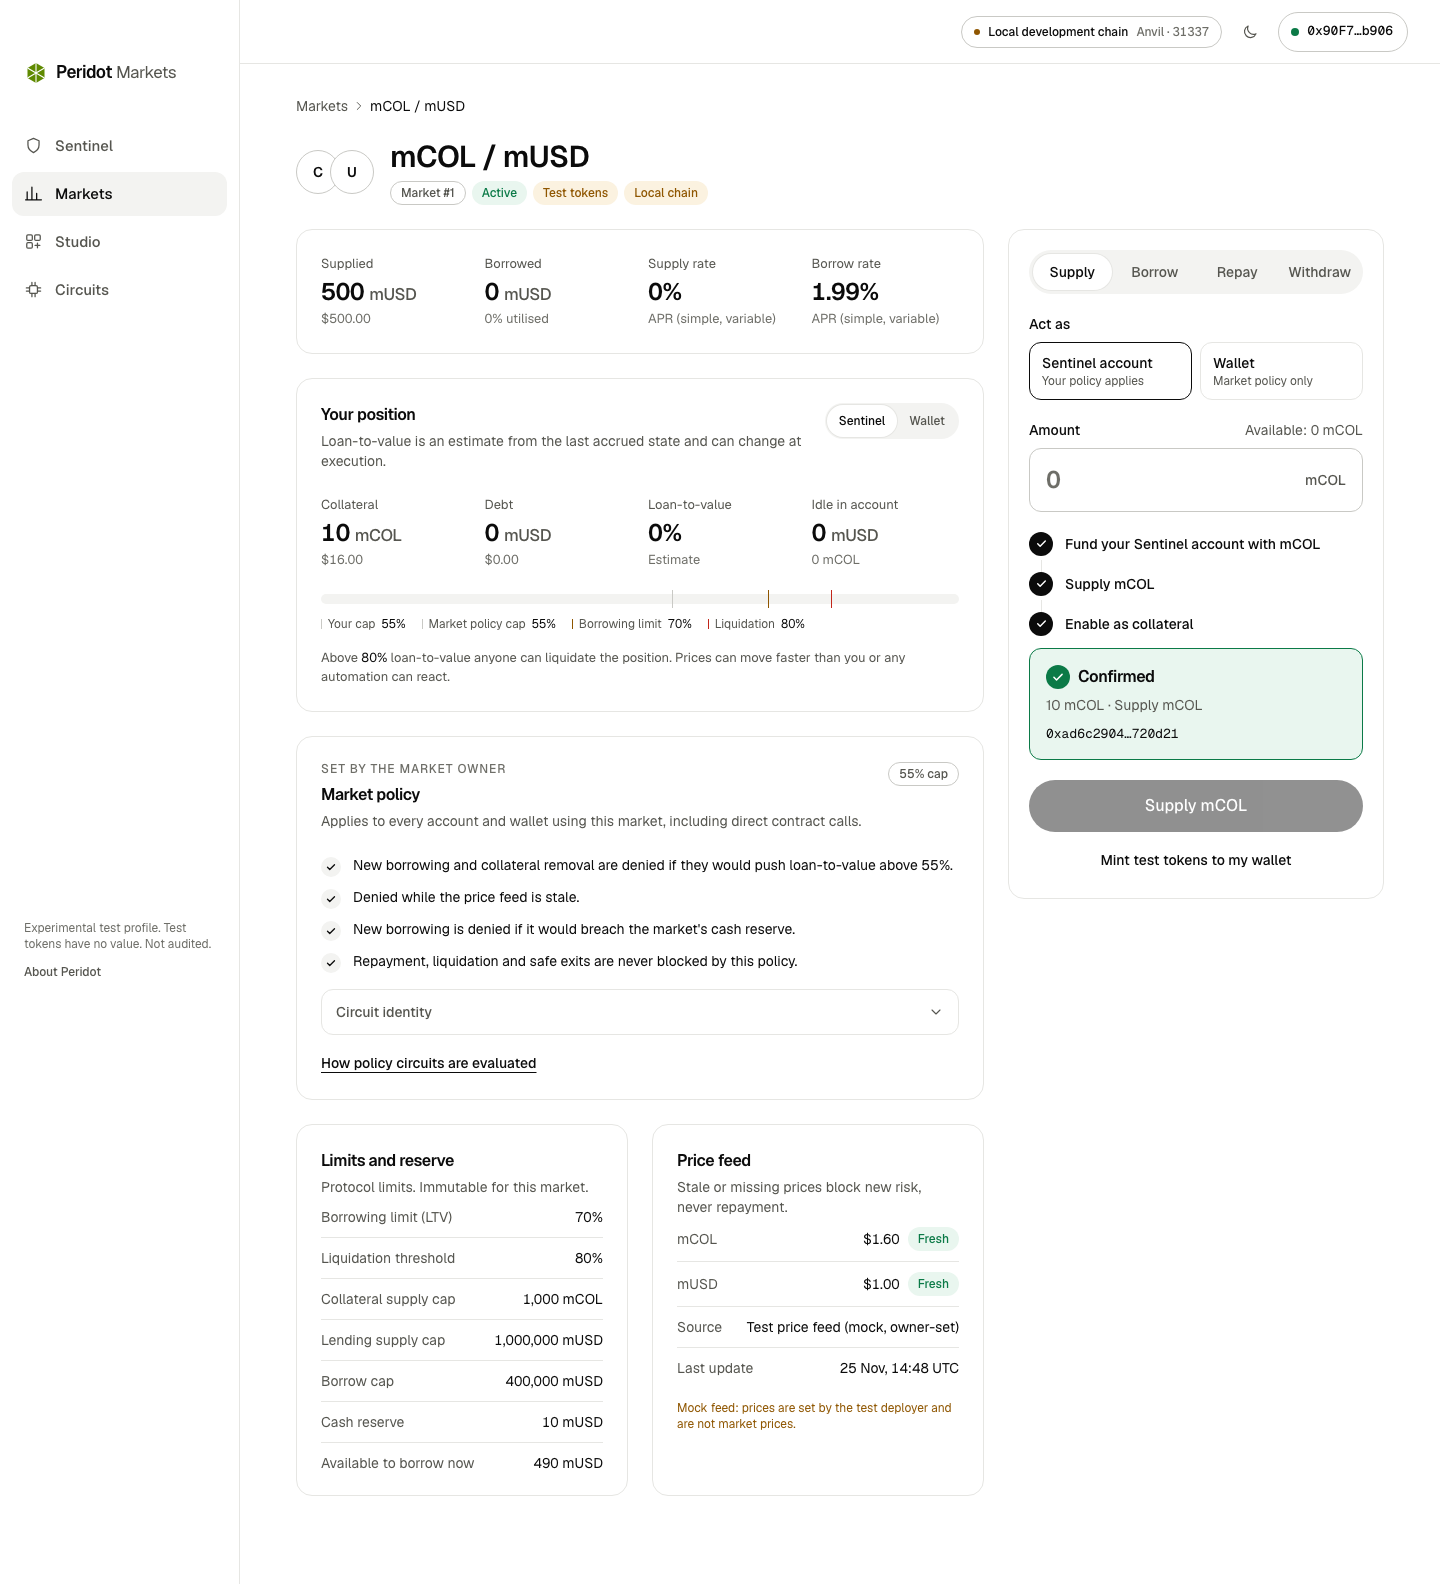 Local development chain Anvil · 31337
0x90F7…b906
Peridot Markets
Sentinel
Markets
Studio
Circuits
Experimental test profile. Test
tokens have no value. Not audited.
About Peridot
Markets > mCOL / mUSD
C U
mCOL / mUSD
Market #1 Active Test tokens Local chain
Supplied Borrowed Supply rate Borrow rate
500 mUSD 0 mUSD 0% 1.99%
$500.00 0% utilised APR (simple, variable) APR (simple, variable)
Your position
Sentinel Wallet
Loan-to-value is an estimate from the last accrued state and can change at
execution.
Collateral Debt Loan-to-value Idle in account
10 mCOL 0 mUSD 0% 0 mUSD
$16.00 $0.00 Estimate 0 mCOL
Your cap 55% Market policy cap 55% Borrowing limit 70% Liquidation 80%
Above 80% loan-to-value anyone can liquidate the position. Prices can move faster than you or any
automation can react.
SET BY THE MARKET OWNER
55% cap
Market policy
Applies to every account and wallet using this market, including direct contract calls.
New borrowing and collateral removal are denied if they would push loan-to-value above 55%.
Denied while the price feed is stale.
New borrowing is denied if it would breach the market's cash reserve.
Repayment, liquidation and safe exits are never blocked by this policy.
Circuit identity
How policy circuits are evaluated
Limits and reserve
Protocol limits. Immutable for this market.
Borrowing limit (LTV) 70%
Liquidation threshold 80%
Collateral supply cap 1,000 mCOL
Lending supply cap 1,000,000 mUSD
Borrow cap 400,000 mUSD
Cash reserve 10 mUSD
Available to borrow now 490 mUSD
Price feed
Stale or missing prices block new risk,
never repayment.
mCOL $1.60 Fresh
mUSD $1.00 Fresh
Source Test price feed (mock, owner-set)
Last update 25 Nov, 14:48 UTC
Mock feed: prices are set by the test deployer and
are not market prices.
Supply Borrow Repay Withdraw
Act as
Sentinel account Wallet
Your policy applies Market policy only
Amount Available: 0 mCOL
0 mCOL
Fund your Sentinel account with mCOL
Supply mCOL
Enable as collateral
Confirmed
10 mCOL · Supply mCOL
0xad6c2904…720d21
Supply mCOL
Mint test tokens to my wallet